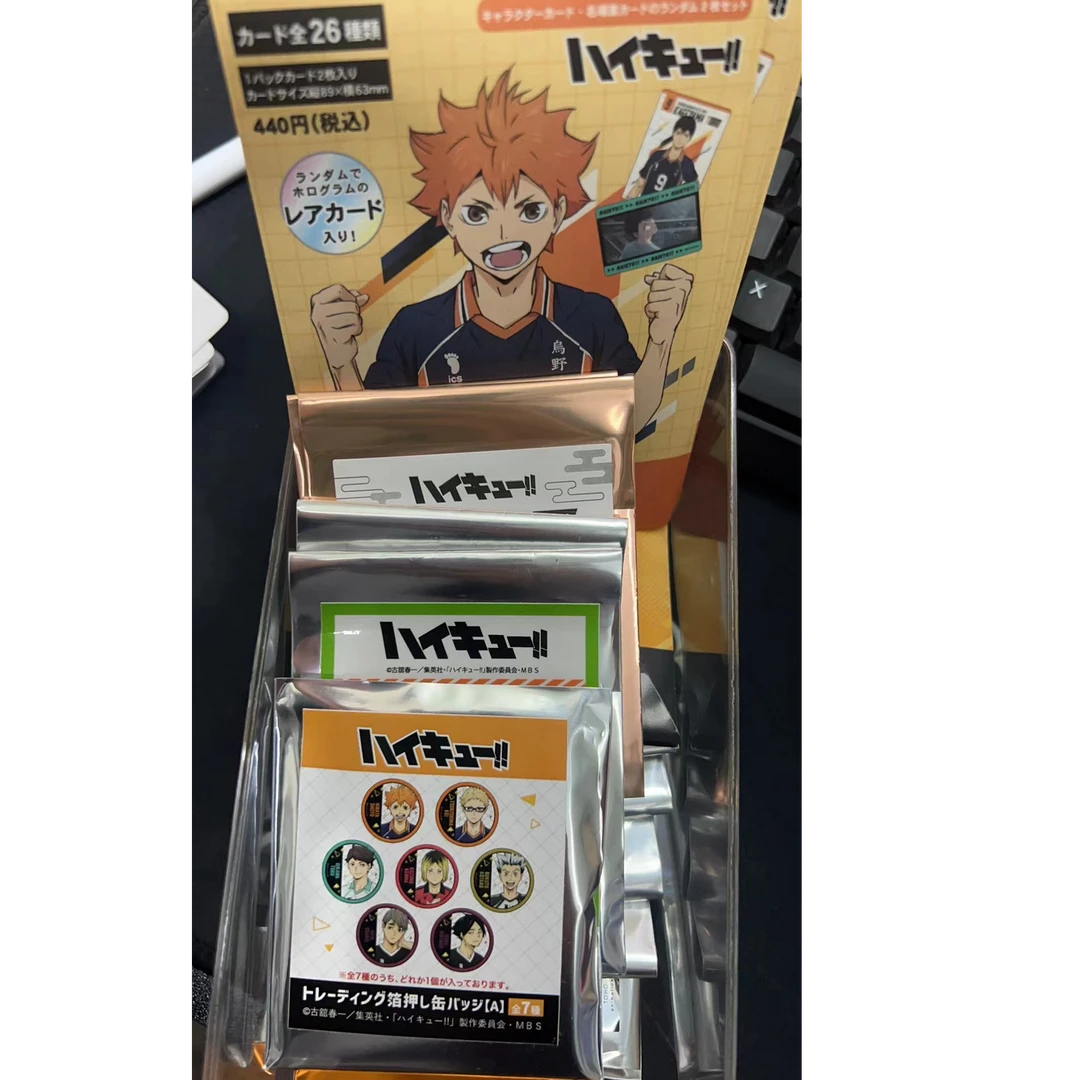 カード全26種類
キャラクターカード・名場面カードのランダム2枚セット
ハイキュー!!
1パックカード2枚入り
カードサイズ縦89×横63mm
440円(税込)
ランダムで
ホログラムの
レアカード
入り!
9
烏野
ics
X
ハイキュー!!
ハイキュー!!
©古舘春一/集英社・「ハイキュー!!」製作委員会・MBS
ハイキュー!!
※全7種のうち、どれか1個が入っております。
トレーディング箔押し缶バッジ【A】 全7種
©古舘春一/集英社・「ハイキュー!!」製作委員会・MBS